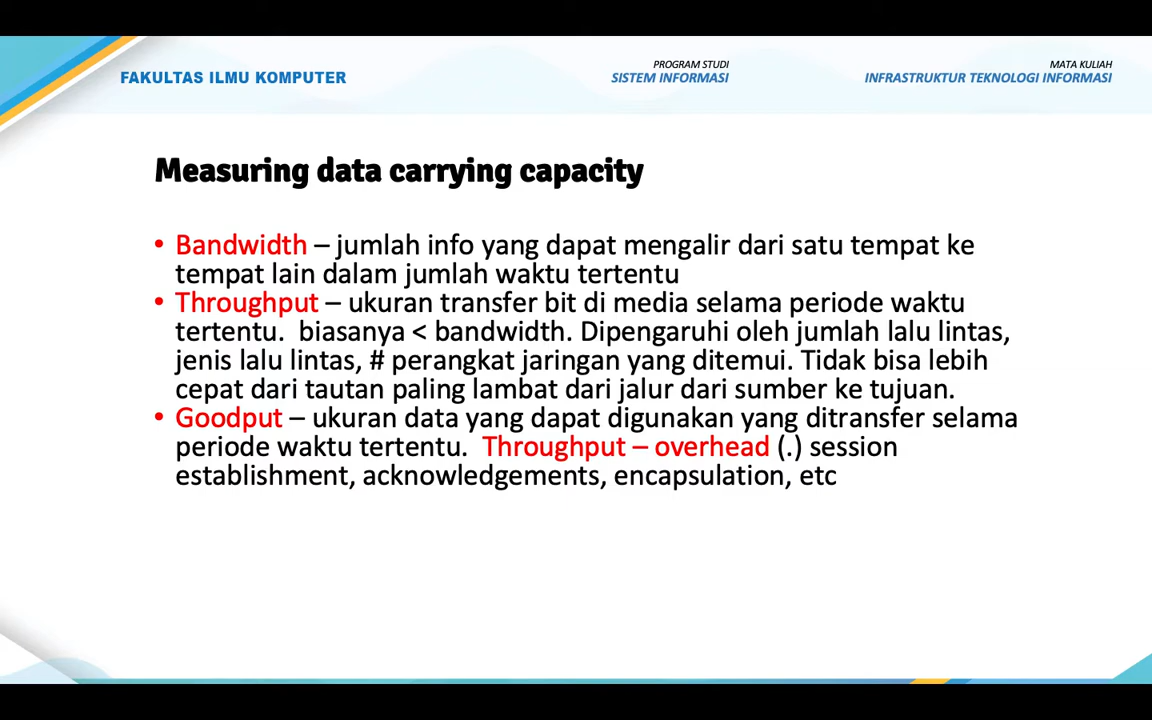 FAKULTAS ILMU KOMPUTER
PROGRAM STUDI
SISTEM INFORMASI
MATA KULIAH
INFRASTRUKTUR TEKNOLOGI INFORMASI
Measuring data carrying capacity
• Bandwidth – jumlah info yang dapat mengalir dari satu tempat ke
tempat lain dalam jumlah waktu tertentu
• Throughput – ukuran transfer bit di media selama periode waktu
tertentu.  biasanya < bandwidth. Dipengaruhi oleh jumlah lalu lintas,
jenis lalu lintas, # perangkat jaringan yang ditemui. Tidak bisa lebih
cepat dari tautan paling lambat dari jalur dari sumber ke tujuan.
• Goodput – ukuran data yang dapat digunakan yang ditransfer selama
periode waktu tertentu.  Throughput – overhead (.) session
establishment, acknowledgements, encapsulation, etc